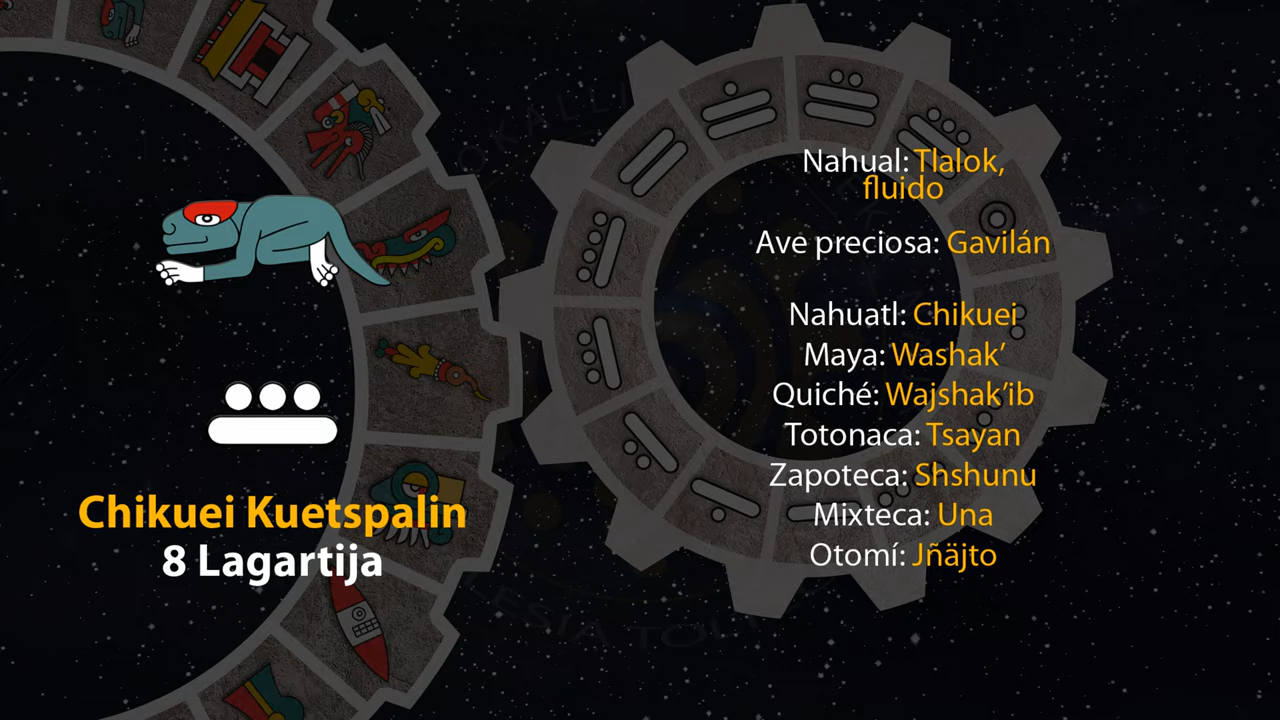 Chikuei Kuetspalin
8 Lagartija
Nahual: Tlalok,
fluido
Ave preciosa: Gavilán
Nahuatl: Chikuei
Maya: Washak’
Quiché: Wajshak’ib
Totonaca: Tsayan
Zapoteca: Shshunu
Mixteca: Una
Otomí: Jñäjto